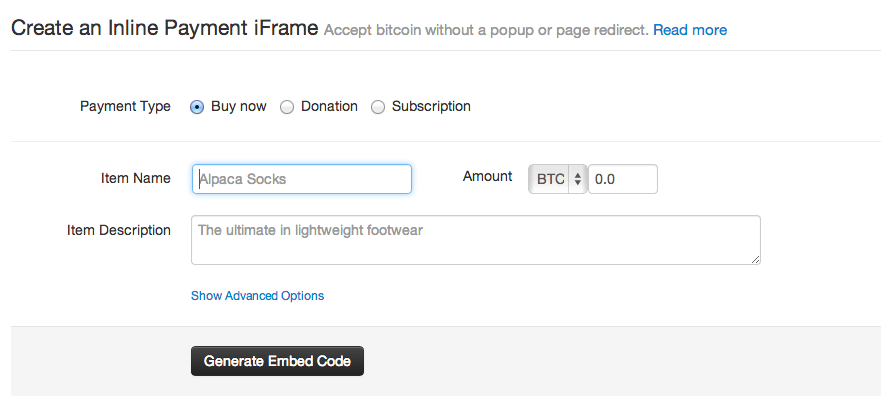 Create an Inline Payment iFrame Accept bitcoin without a popup or page redirect. Read more
Payment Type Buy now Donation Subscription
Item Name Alpaca Socks Amount BTC 0.0
Item Description The ultimate in lightweight footwear
Show Advanced Options
Generate Embed Code